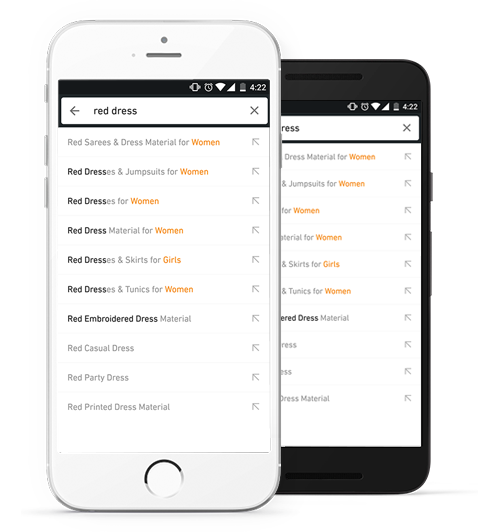 4:22
red dress
Red Sarees & Dress Material for Women
Red Dresses & Jumpsuits for Women
Red Dresses for Women
Red Dress Material for Women
Red Dresses & Skirts for Girls
Red Dresses & Tunics for Women
Red Embroidered Dress Material
Red Casual Dress
Red Party Dress
Red Printed Dress Material
4:22
ress
Dress Material for Women
& Jumpsuits for Women
for Women
aterial for Women
& Skirts for Girls
& Tunics for Women
ered Dress Material
ress
ess
Dress Material